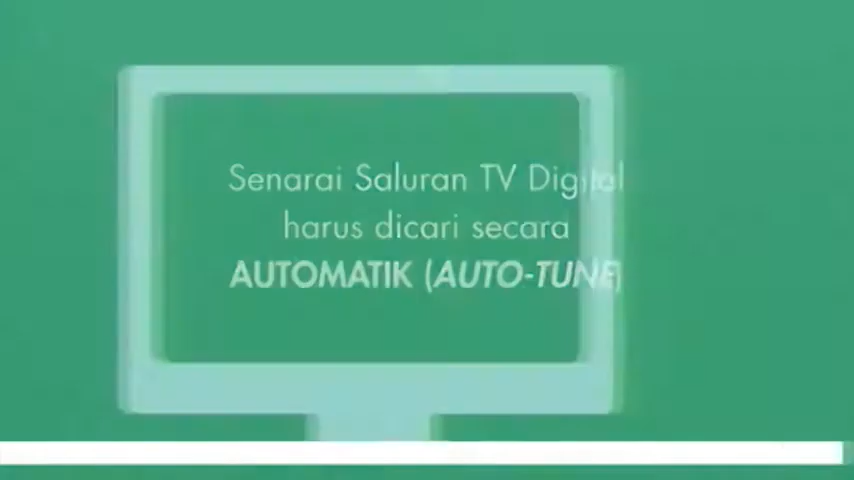 Senarai Saluran TV Digital
harus dicari secara
AUTOMATIK (AUTO-TUNE)